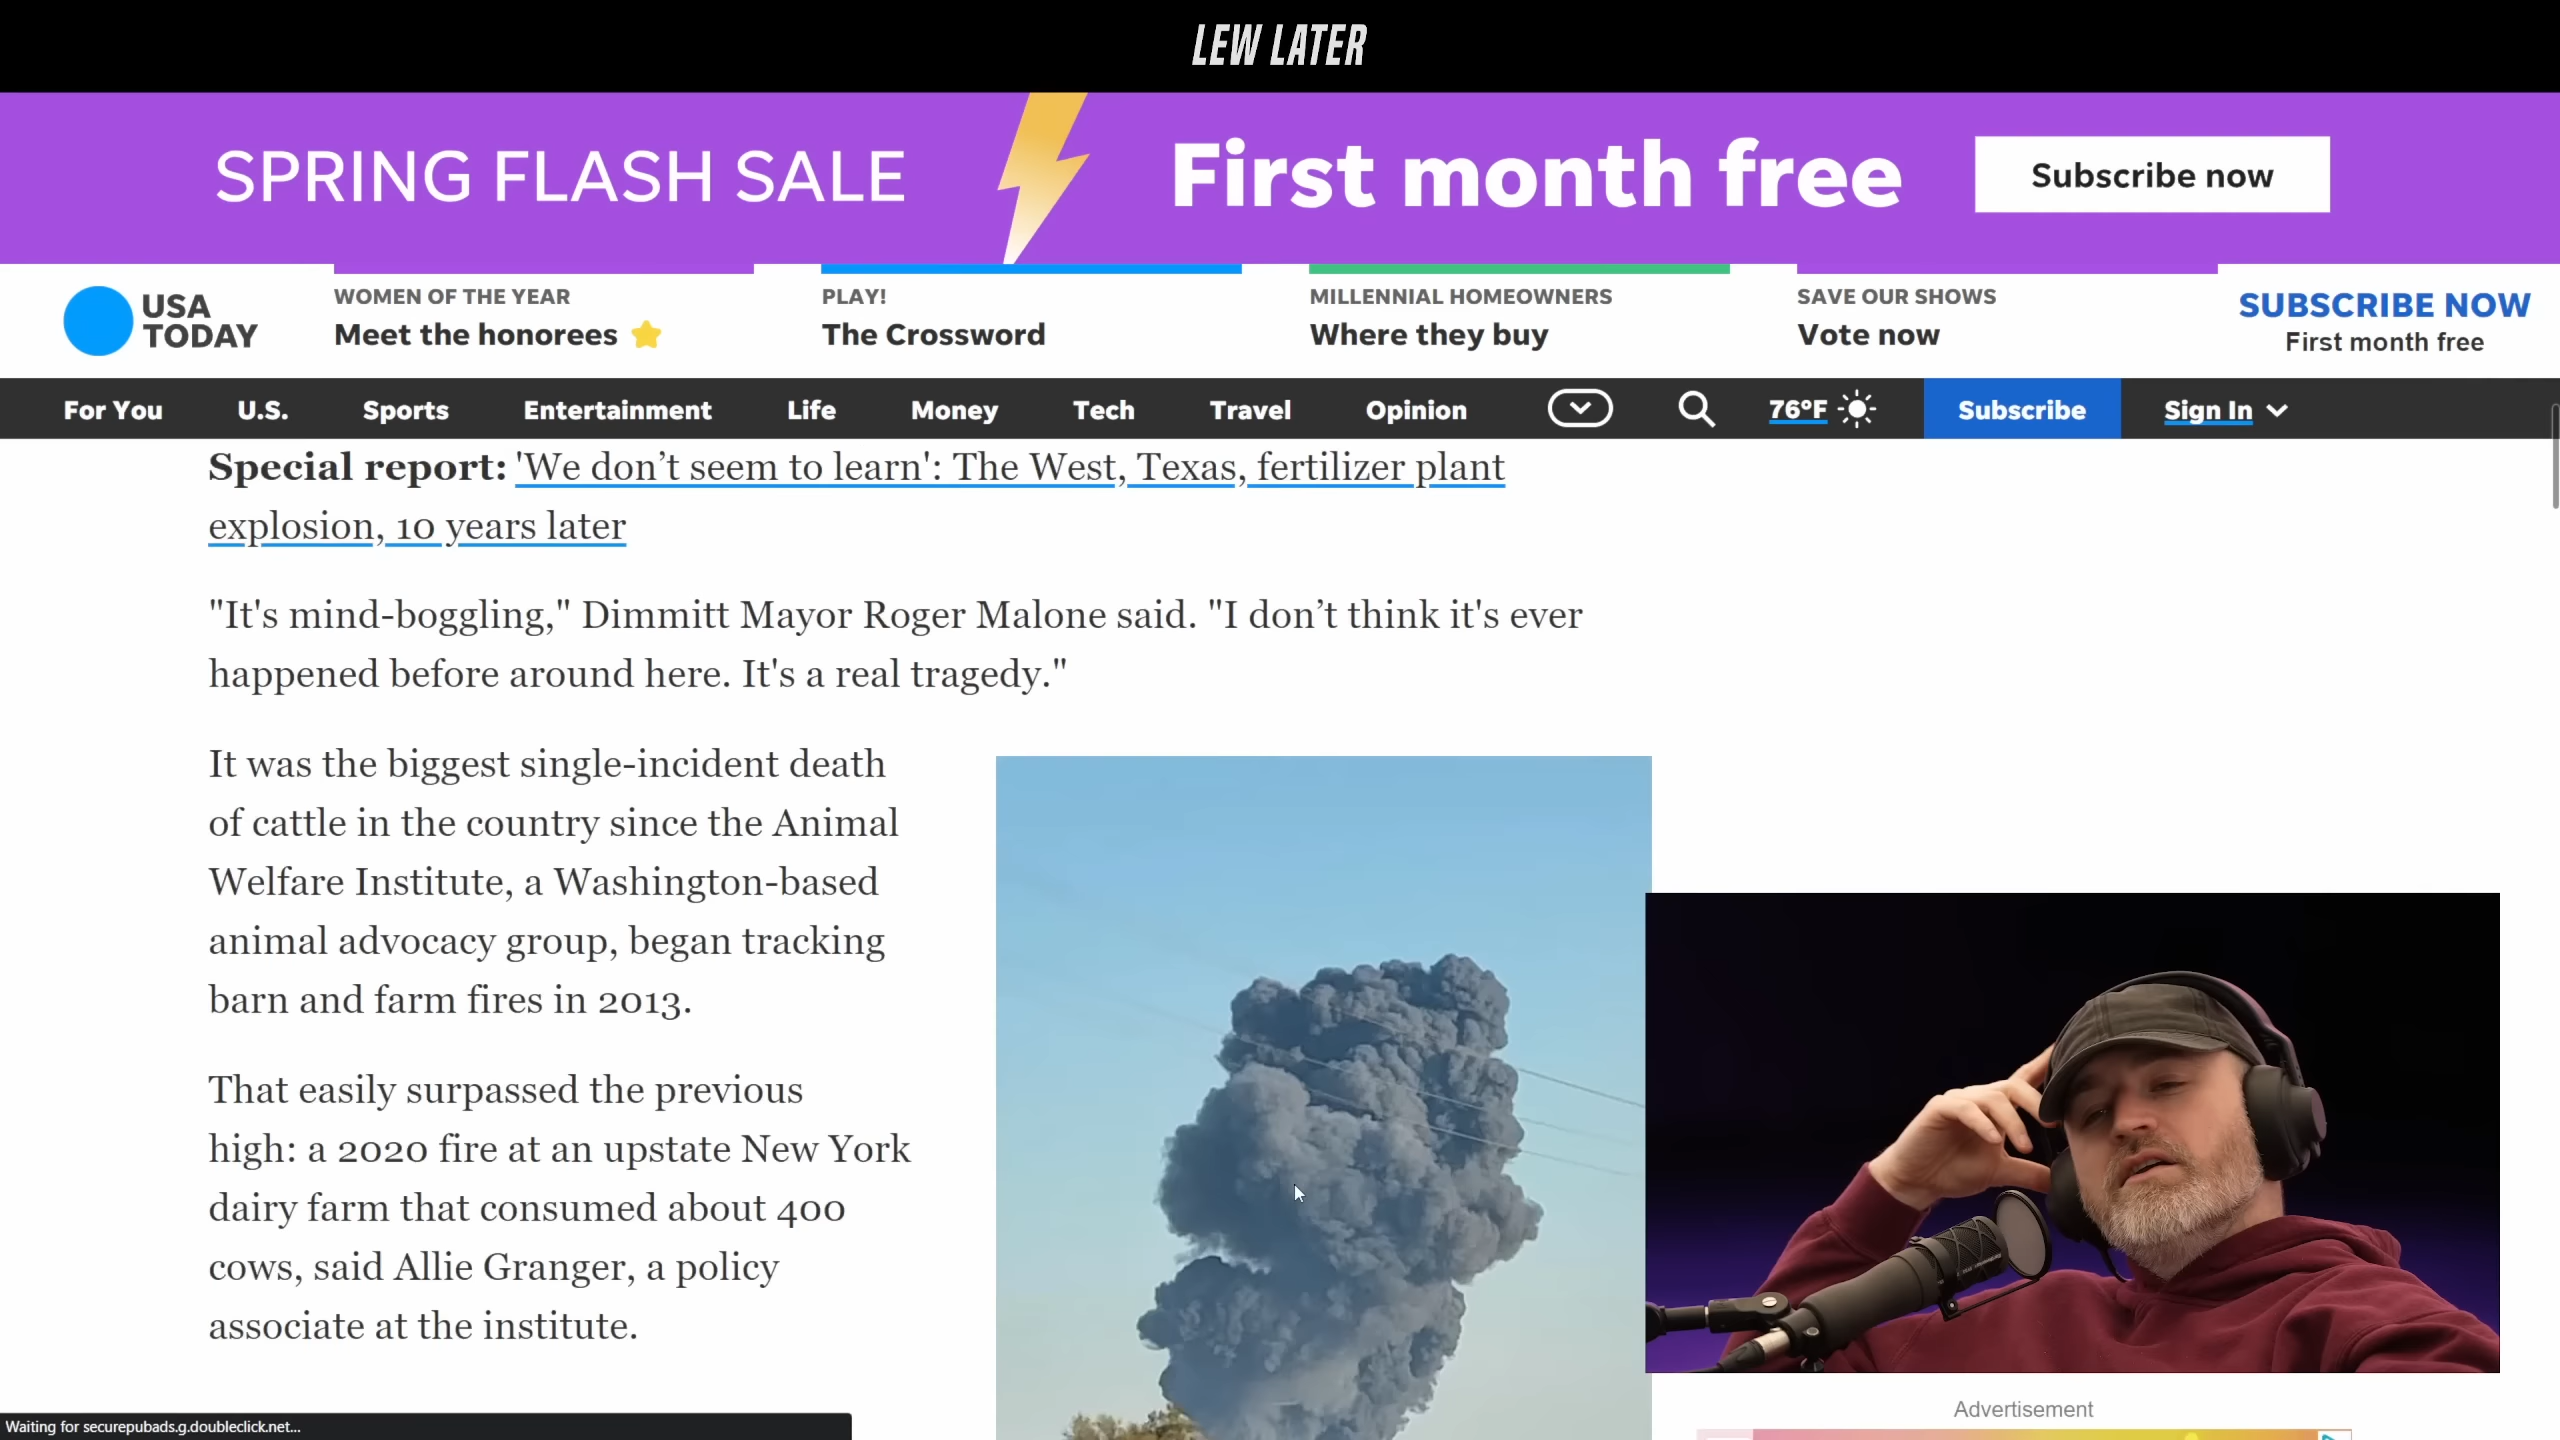 LEW LATER
SPRING FLASH SALE
First month free
Subscribe now
USA
TODAY
WOMEN OF THE YEAR
Meet the honorees
PLAY!
The Crossword
MILLENNIAL HOMEOWNERS
Where they buy
SAVE OUR SHOWS
Vote now
SUBSCRIBE NOW
First month free
For You U.S. Sports Entertainment Life Money Tech Travel Opinion 76°F Subscribe Sign In
Special report: 'We don’t seem to learn': The West, Texas, fertilizer plant
explosion, 10 years later
"It's mind-boggling," Dimmitt Mayor Roger Malone said. "I don’t think it's ever
happened before around here. It's a real tragedy."
It was the biggest single-incident death
of cattle in the country since the Animal
Welfare Institute, a Washington-based
animal advocacy group, began tracking
barn and farm fires in 2013.
That easily surpassed the previous
high: a 2020 fire at an upstate New York
dairy farm that consumed about 400
cows, said Allie Granger, a policy
associate at the institute.
Advertisement
Waiting for securepubads.g.doubleclick.net...